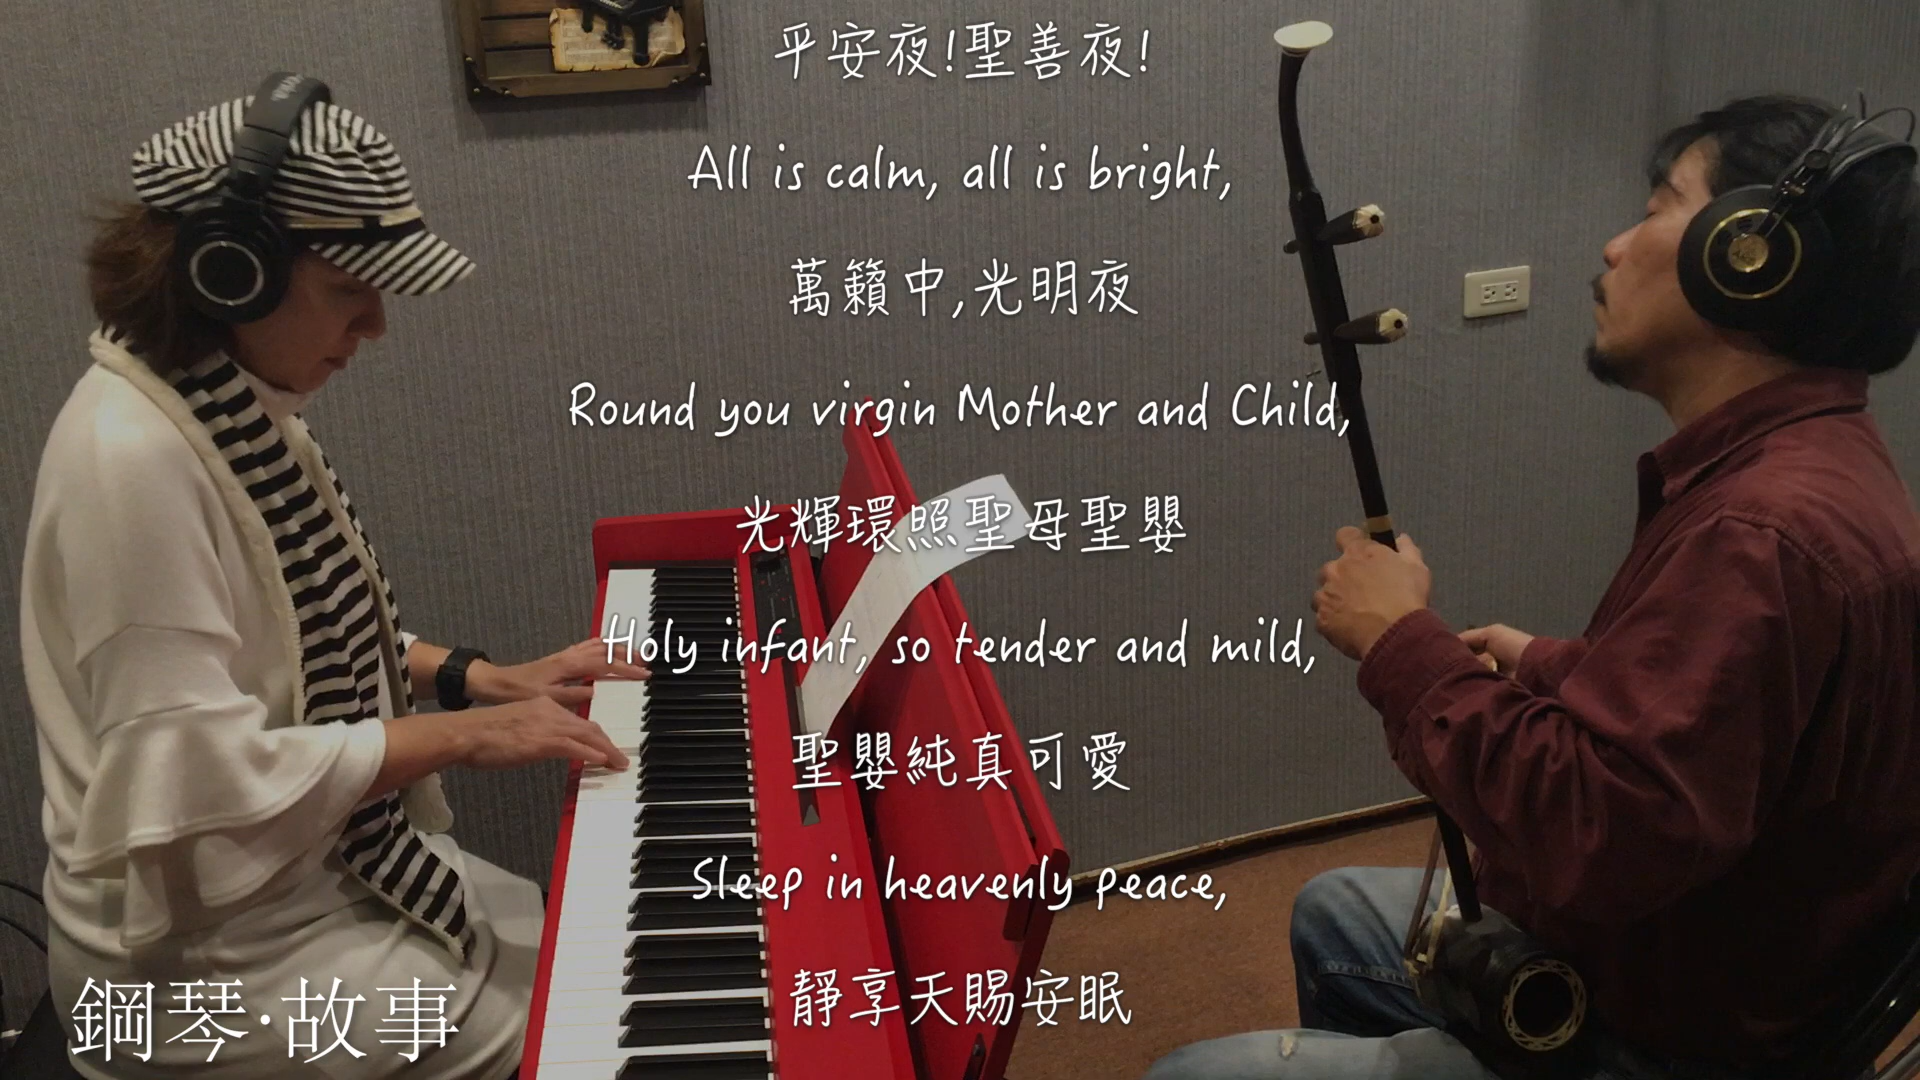 平安夜!聖善夜!
All is calm, all is bright,
萬籟中,光明夜
Round you virgin Mother and Child,
光輝環照聖母聖嬰
Holy infant, so tender and mild,
聖嬰純真可愛
Sleep in heavenly peace,
靜享天賜安眠
鋼琴·故事